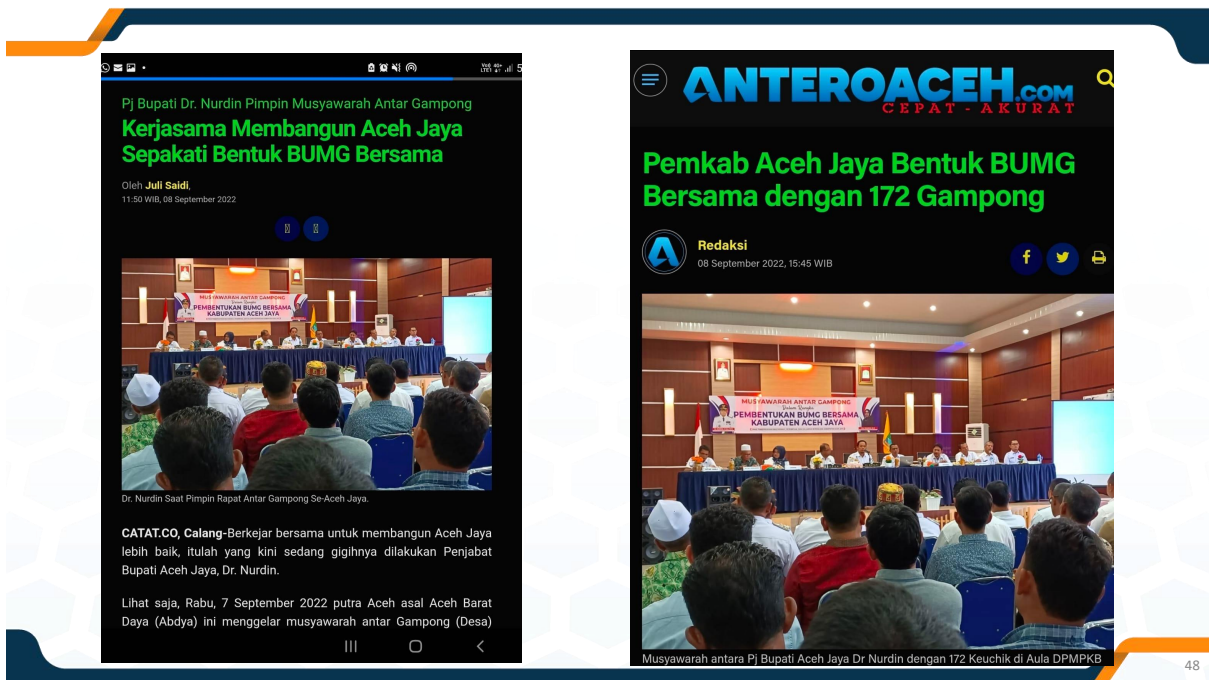 Pj Bupati Dr. Nurdin Pimpin Musyawarah Antar Gampong
Kerjasama Membangun Aceh Jaya
Sepakati Bentuk BUMG Bersama
Oleh Juli Saidi,
11:50 WIB, 08 September 2022
MUSYAWARAH ANTAR GAMPONG
Dalam Rangka
PEMBENTUKAN BUMG BERSAMA
KABUPATEN ACEH JAYA
Dr. Nurdin Saat Pimpin Rapat Antar Gampong Se-Aceh Jaya.
CATAT.CO, Calang-Berkejar bersama untuk membangun Aceh Jaya
lebih baik, itulah yang kini sedang gigihnya dilakukan Penjabat
Bupati Aceh Jaya, Dr. Nurdin.
Lihat saja, Rabu, 7 September 2022 putra Aceh asal Aceh Barat
Daya (Abdya) ini menggelar musyawarah antar Gampong (Desa)
ANTEROACEH.COM
CEPAT - AKURAT
Pemkab Aceh Jaya Bentuk BUMG
Bersama dengan 172 Gampong
Redaksi
08 September 2022, 15:45 WIB
MUSYAWARAH ANTAR GAMPONG
Dalam Rangka
PEMBENTUKAN BUMG BERSAMA
KABUPATEN ACEH JAYA
Musyawarah antara Pj Bupati Aceh Jaya Dr Nurdin dengan 172 Keuchik di Aula DPMPKB
48